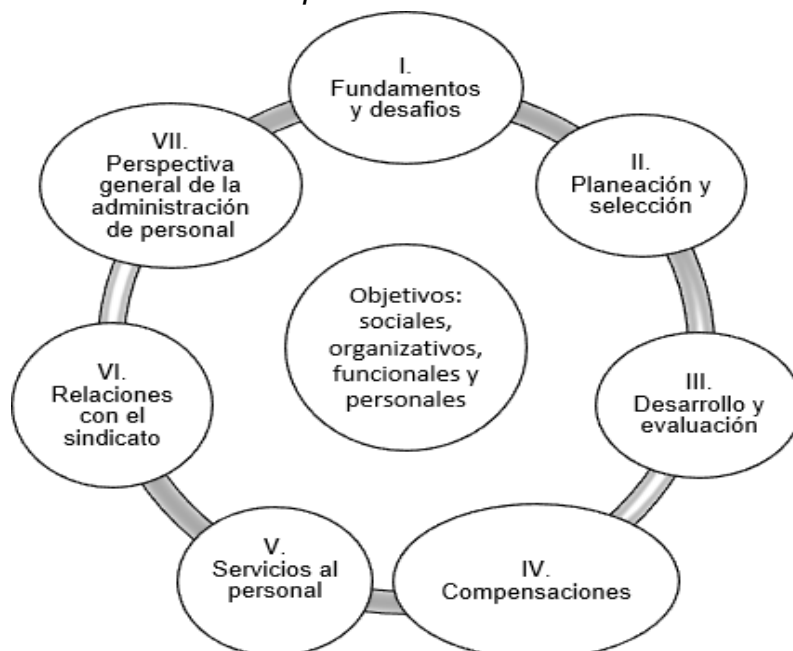 I.
Fundamentos
y desafios
II.
Planeación y
selección
III.
Desarrollo y
evaluación
IV.
Compensaciones
V.
Servicios al
personal
VI.
Relaciones
con el
sindicato
VII.
Perspectiva
general de la
administración
de personal
Objetivos:
sociales,
organizativos,
funcionales y
personales